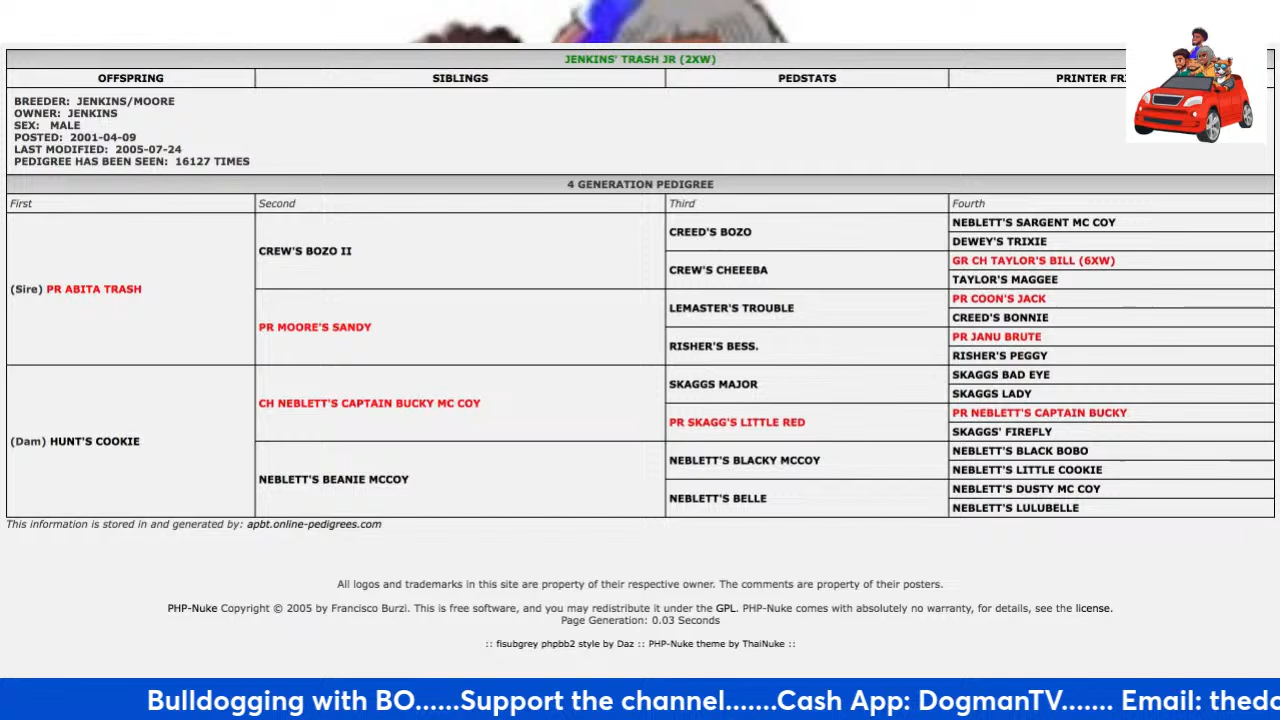 JENKINS' TRASH JR (2XW)
OFFSPRING SIBLINGS PEDSTATS PRINTER FRI
BREEDER: JENKINS/MOORE
OWNER: JENKINS
SEX: MALE
POSTED: 2001-04-09
LAST MODIFIED: 2005-07-24
PEDIGREE HAS BEEN SEEN: 16127 TIMES
4 GENERATION PEDIGREE
First Second Third Fourth
(Sire) PR ABITA TRASH
CREW'S BOZO II
PR MOORE'S SANDY
CREED'S BOZO
CREW'S CHEEEBA
LEMASTER'S TROUBLE
RISHER'S BESS.
NEBLETT'S SARGENT MC COY
DEWEY'S TRIXIE
GR CH TAYLOR'S BILL (6XW)
TAYLOR'S MAGGEE
PR COON'S JACK
CREED'S BONNIE
PR JANU BRUTE
RISHER'S PEGGY
(Dam) HUNT'S COOKIE
CH NEBLETT'S CAPTAIN BUCKY MC COY
NEBLETT'S BEANIE MCCOY
SKAGGS MAJOR
PR SKAGG'S LITTLE RED
NEBLETT'S BLACKY MCCOY
NEBLETT'S BELLE
SKAGGS BAD EYE
SKAGGS LADY
PR NEBLETT'S CAPTAIN BUCKY
SKAGGS' FIREFLY
NEBLETT'S BLACK BOBO
NEBLETT'S LITTLE COOKIE
NEBLETT'S DUSTY MC COY
NEBLETT'S LULUBELLE
This information is stored in and generated by: apbt.online-pedigrees.com
All logos and trademarks in this site are property of their respective owner. The comments are property of their posters.
PHP-Nuke Copyright © 2005 by Francisco Burzi. This is free software, and you may redistribute it under the GPL. PHP-Nuke comes with absolutely no warranty, for details, see the license.
Page Generation: 0.03 Seconds
:: fisubgrey phpbb2 style by Daz :: PHP-Nuke theme by ThaiNuke ::
Bulldogging with BO......Support the channel.......Cash App: DogmanTV....... Email: thedo